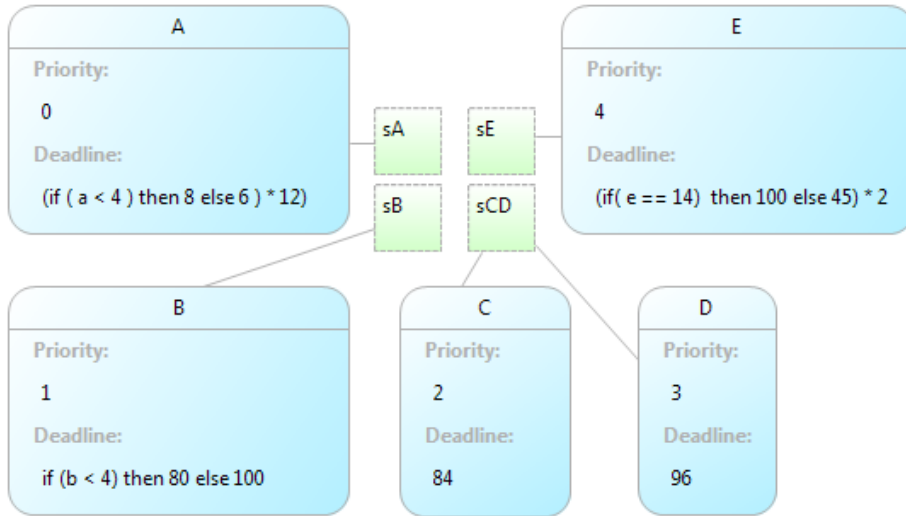 A
Priority:
0
Deadline:
(if ( a < 4 ) then 8 else 6 ) * 12)
sA
sE
sB
sCD
E
Priority:
4
Deadline:
(if( e == 14)  then 100 else 45) * 2
B
Priority:
1
Deadline:
if (b < 4) then 80 else 100
C
Priority:
2
Deadline:
84
D
Priority:
3
Deadline:
96